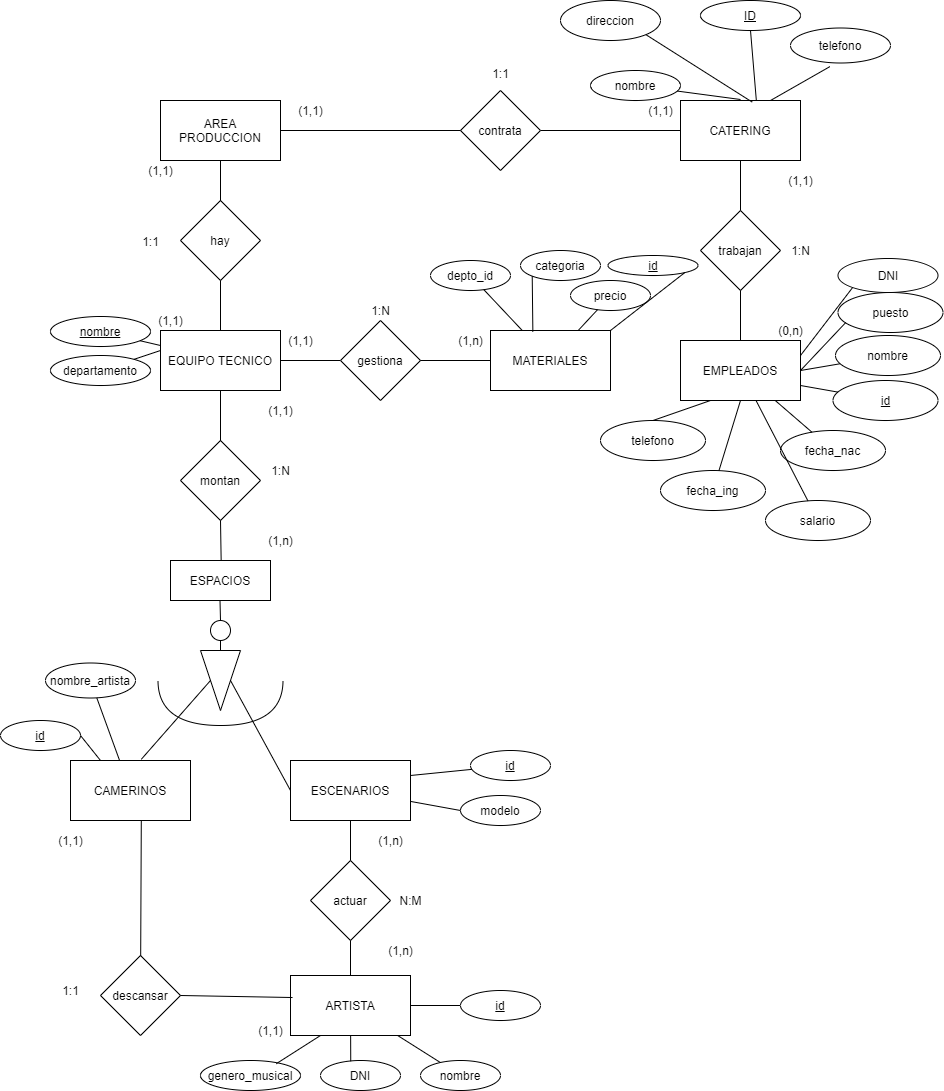 direccion
ID
telefono
nombre
1:1
AREA
PRODUCCION
(1,1)
contrata
(1,1)
CATERING
(1,1)
(1,1)
1:1
hay
trabajan
1:N
depto_id
categoria
id
precio
DNI
puesto
nombre
id
nombre
departamento
(1,1)
EQUIPO TECNICO
(1,1)
1:N
gestiona
(1,n)
MATERIALES
(0,n)
EMPLEADOS
(1,1)
telefono
fecha_nac
fecha_ing
salario
montan
1:N
(1,n)
ESPACIOS
nombre_artista
id
CAMERINOS
ESCENARIOS
id
modelo
(1,1)
(1,n)
actuar
N:M
(1,n)
1:1
descansar
ARTISTA
id
(1,1)
genero_musical
DNI
nombre